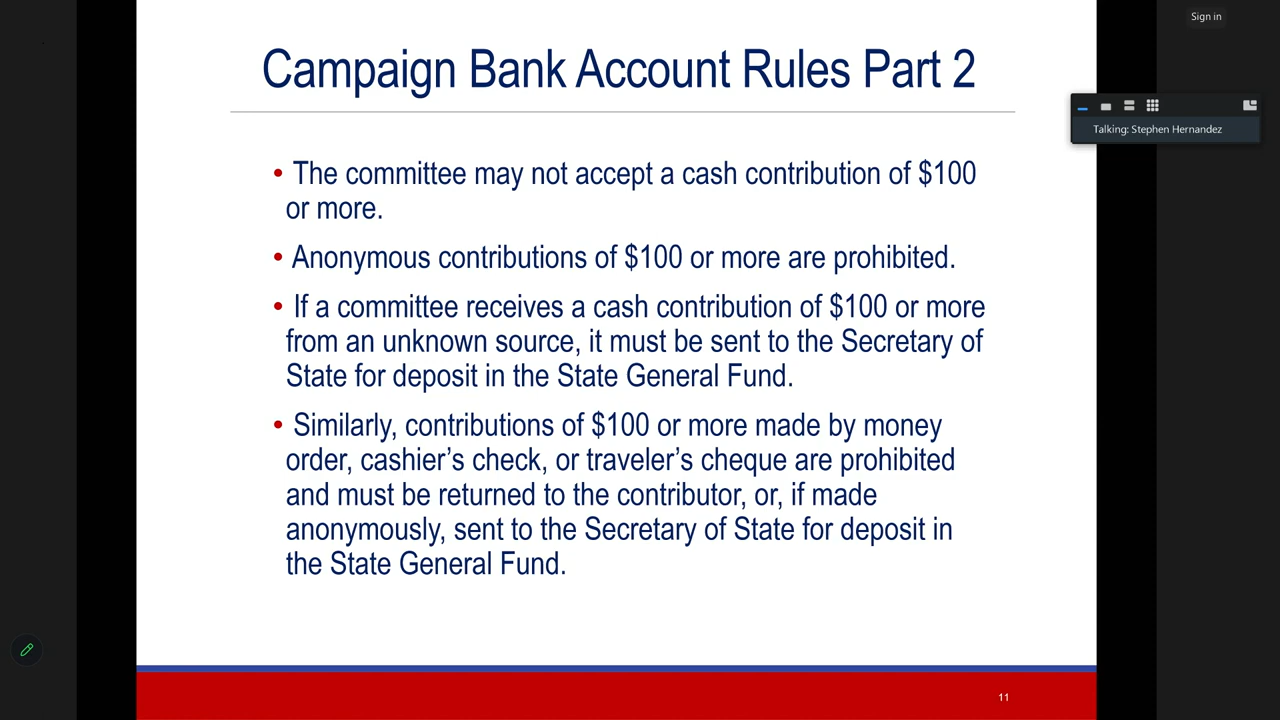 Sign in
Campaign Bank Account Rules Part 2
Talking: Stephen Hernandez
• The committee may not accept a cash contribution of $100
or more.
• Anonymous contributions of $100 or more are prohibited.
• If a committee receives a cash contribution of $100 or more
from an unknown source, it must be sent to the Secretary of
State for deposit in the State General Fund.
• Similarly, contributions of $100 or more made by money
order, cashier’s check, or traveler’s cheque are prohibited
and must be returned to the contributor, or, if made
anonymously, sent to the Secretary of State for deposit in
the State General Fund.
11